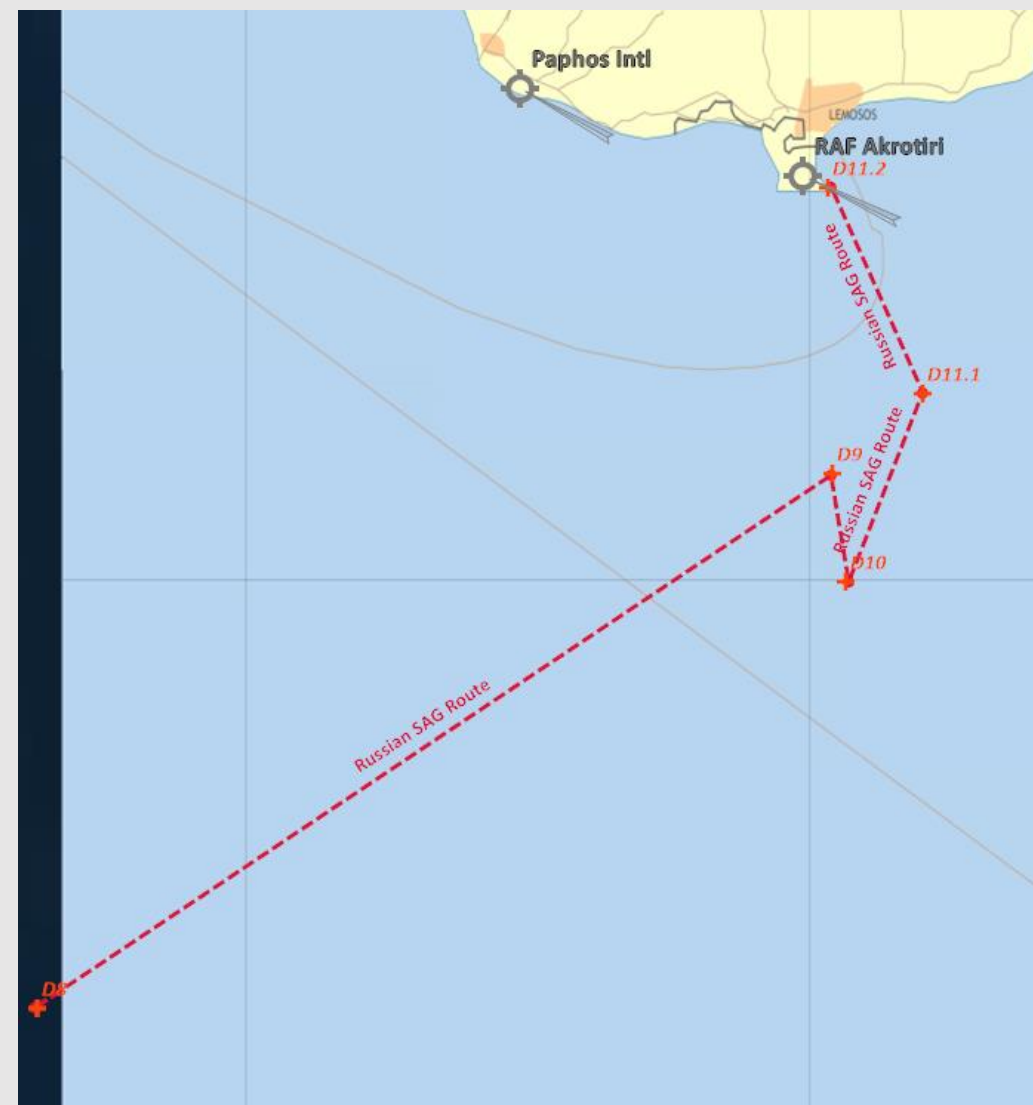 Paphos Intl
LEMOSOS
RAF Akrotiri
D11.2
Russian SAG Route
D11.1
Russian SAG Route
D9
D10
Russian SAG Route
D8